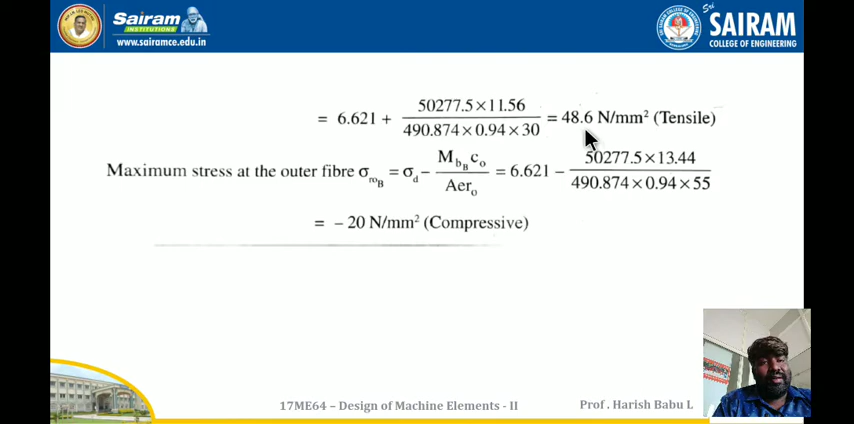 Sairam
INSTITUTIONS
www.sairamce.edu.in
Sri
SAIRAM
COLLEGE OF ENGINEERING
= 6.621 + 50277.5 × 11.56 / 490.874 × 0.94 × 30 = 48.6 N/mm² (Tensile)
Maximum stress at the outer fibre σ_roB = σ_d − M_bB c_o / Aer_o = 6.621 − 50277.5 × 13.44 / 490.874 × 0.94 × 55
= − 20 N/mm² (Compressive)
17ME64 – Design of Machine Elements - II
Prof . Harish Babu L